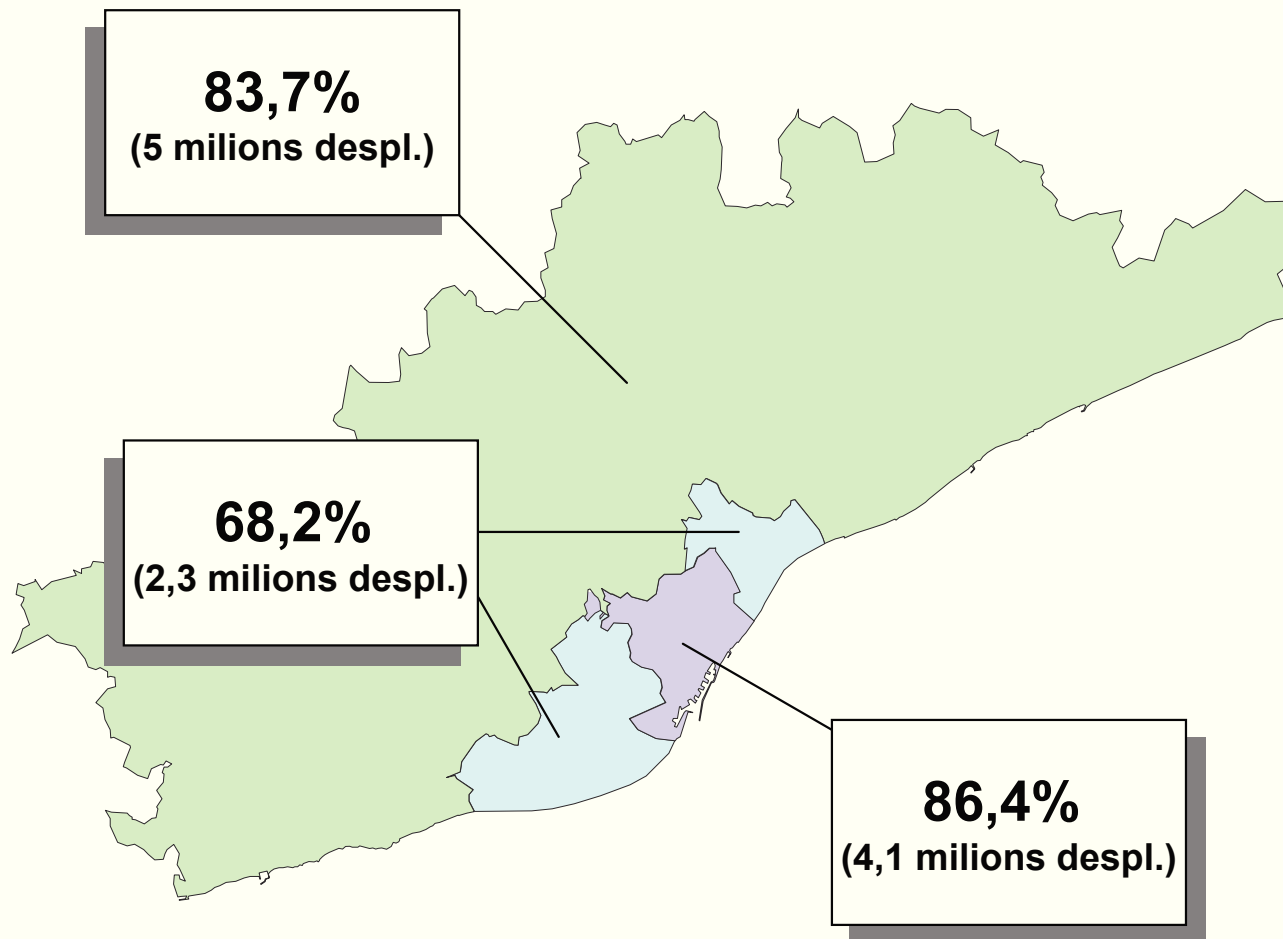 83,7%
(5 milions despl.)
68,2%
(2,3 milions despl.)
86,4%
(4,1 milions despl.)